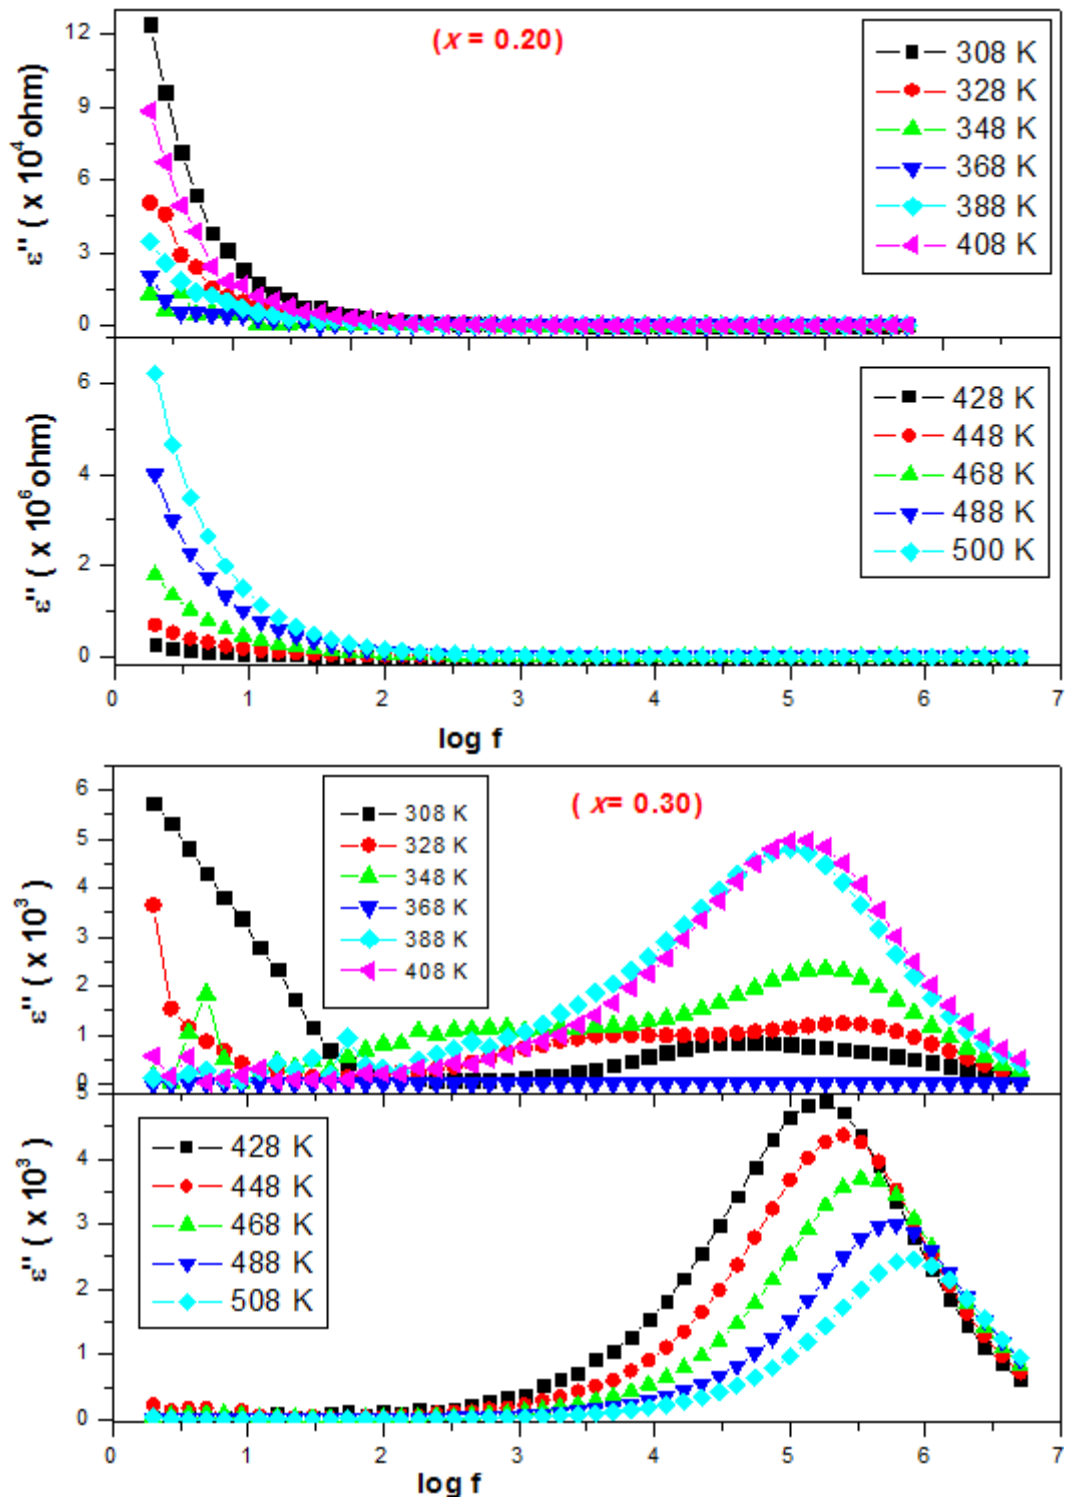 (x = 0.20)
12
9
6
3
0
ε'' ( x 10⁴ohm)
308 K
328 K
348 K
368 K
388 K
408 K
6
4
2
0
ε'' ( x 10⁶ohm)
428 K
448 K
468 K
488 K
500 K
0 1 2 3 4 5 6 7
log f
( x= 0.30)
6
5
4
3
2
1
0
ε'' ( x 10³)
308 K
328 K
348 K
368 K
388 K
408 K
5
4
3
2
1
0
ε'' ( x 10³)
428 K
448 K
468 K
488 K
508 K
0 1 2 3 4 5 6 7
log f